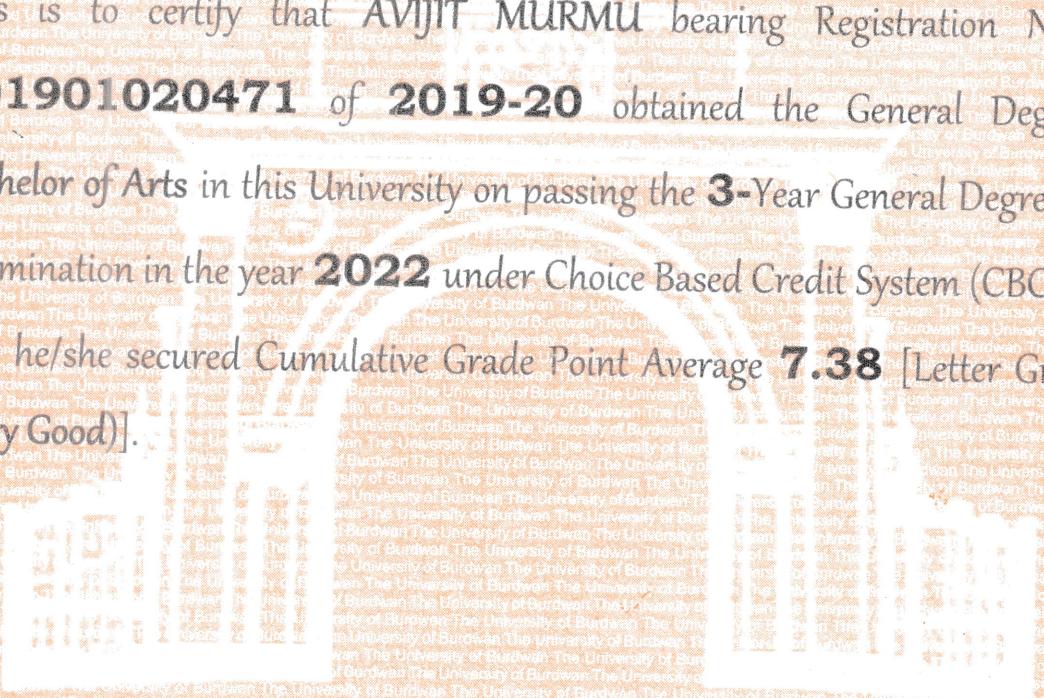 s is to certify that AVIJIT MURMU bearing Registration N
1901020471 of 2019-20 obtained the General Deg
helor of Arts in this University on passing the 3-Year General Degre
mination in the year 2022 under Choice Based Credit System (CBC
he/she secured Cumulative Grade Point Average 7.38 [Letter Gr
y Good)].